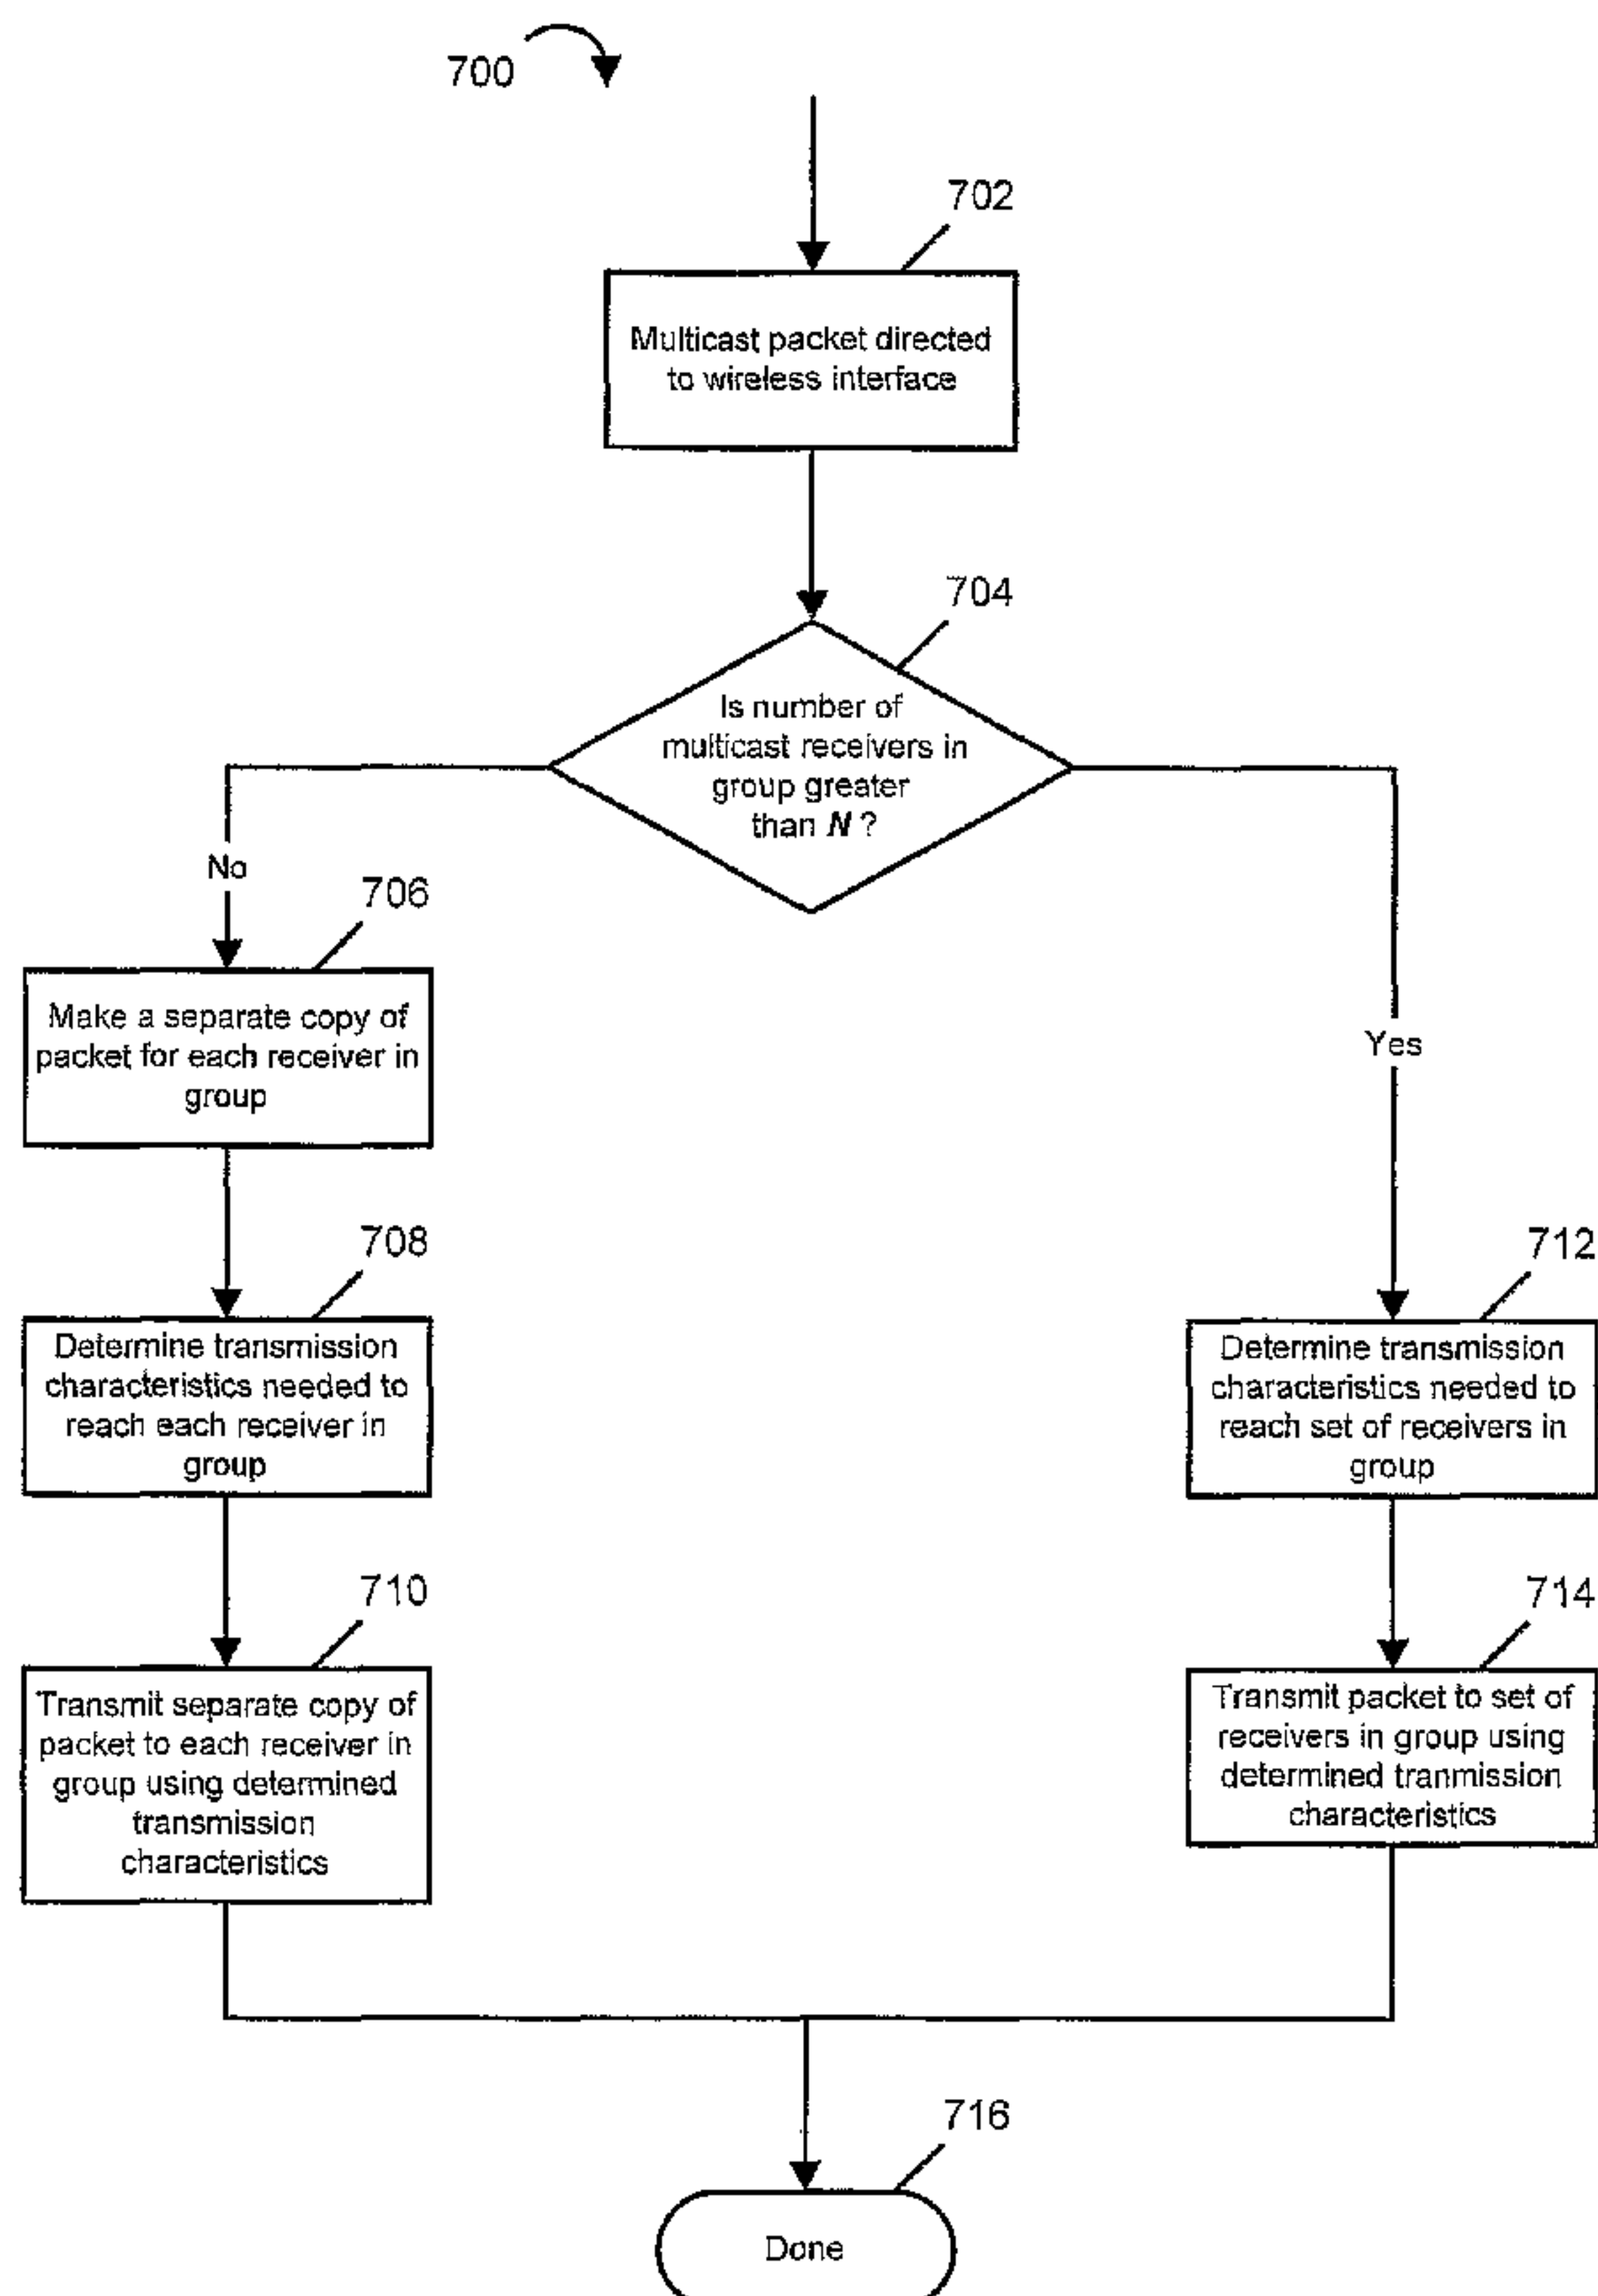 700
702
Multicast packet directed
to wireless interface
704
Is number of
multicast receivers in
group greater
than N ?
No
706
Make a separate copy of
packet for each receiver in
group
Yes
708
Determine transmission
characteristics needed to
reach each receiver in
group
712
Determine transmission
characteristics needed to
reach set of receivers in
group
710
Transmit separate copy of
packet to each receiver in
group using determined
transmission
characteristics
714
Transmit packet to set of
receivers in group using
determined tranmission
characteristics
716
Done